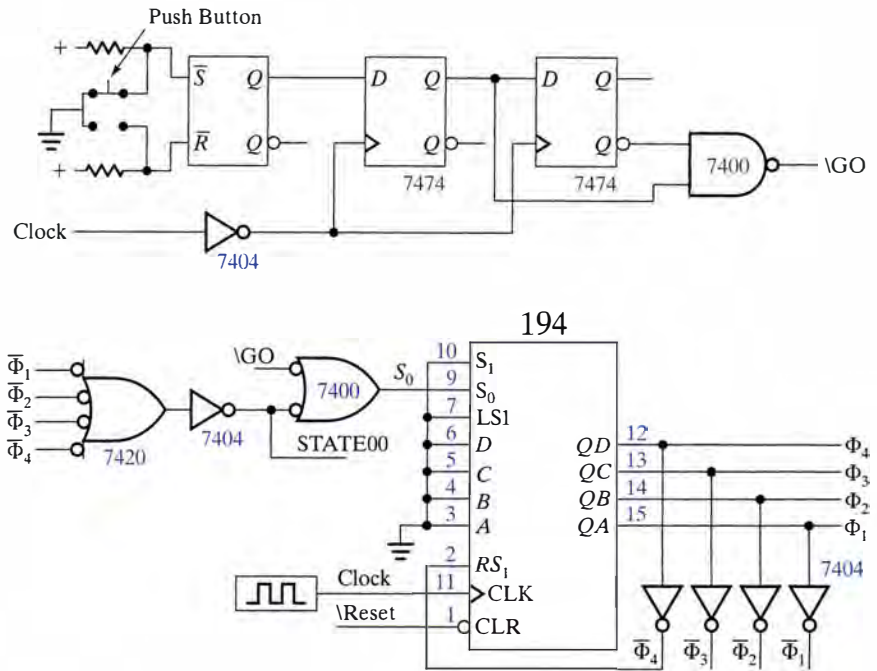 Push Button
+
S̅ Q D Q D Q
+ R̅ Q Q Q 7400 \GO
7474 7474
Clock
7404
194
Φ̅1 \GO 10 S1
Φ̅2 7400 S0 9 S0
Φ̅3 7 LS1
Φ̅4 7420 7404 STATE00 6 D QD 12 Φ4
5 C QC 13 Φ3
4 B QB 14 Φ2
3 A QA 15 Φ1
2 RS1 7404
Clock 11 CLK
\Reset 1 CLR
Φ̅4 Φ̅3 Φ̅2 Φ̅1